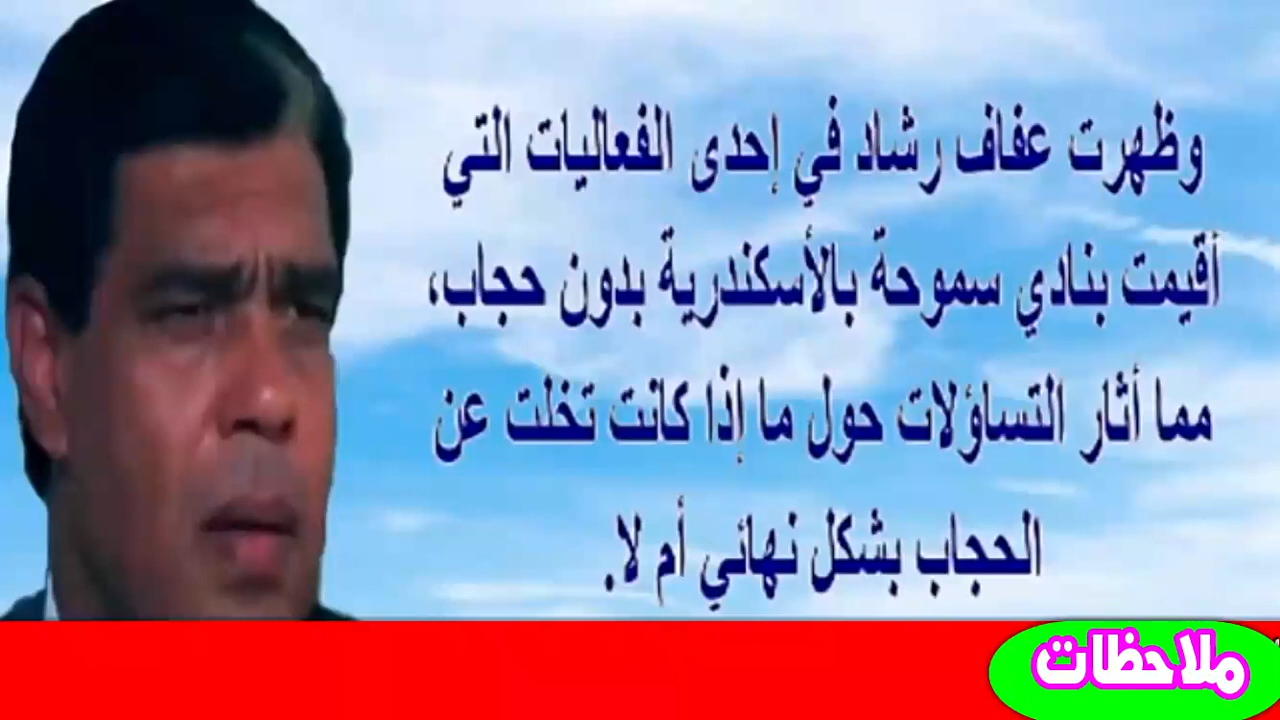 وظهرت عفاف رشاد في إحدى الفعاليات التي
أقيمت بنادي سموحة بالأسكندرية بدون حجاب،
مما أثار التساؤلات حول ما إذا كانت تخلت عن
الحجاب بشكل نهائي أم لا.
ملاحظات